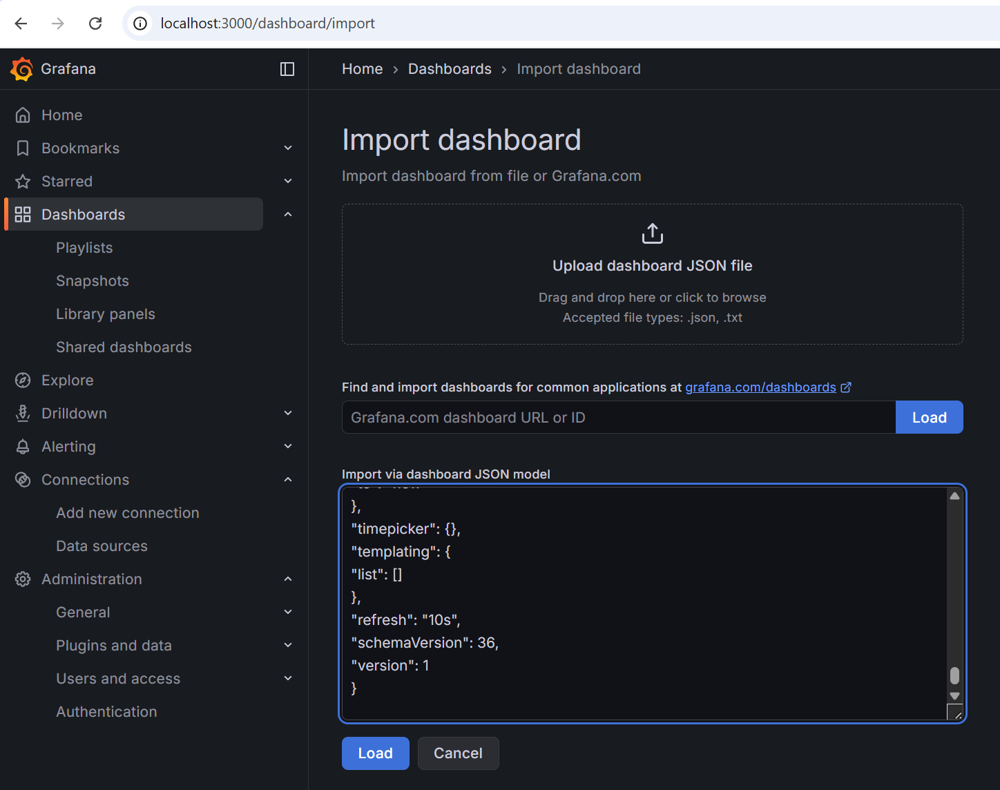 localhost:3000/dashboard/import
Grafana
Home › Dashboards › Import dashboard
Home
Bookmarks
Starred
Dashboards
Playlists
Snapshots
Library panels
Shared dashboards
Explore
Drilldown
Alerting
Connections
Add new connection
Data sources
Administration
General
Plugins and data
Users and access
Authentication
Import dashboard
Import dashboard from file or Grafana.com
Upload dashboard JSON file
Drag and drop here or click to browse
Accepted file types: .json, .txt
Find and import dashboards for common applications at grafana.com/dashboards
Grafana.com dashboard URL or ID
Load
Import via dashboard JSON model
},
"timepicker": {},
"templating": {
"list": []
},
"refresh": "10s",
"schemaVersion": 36,
"version": 1
}
Load
Cancel